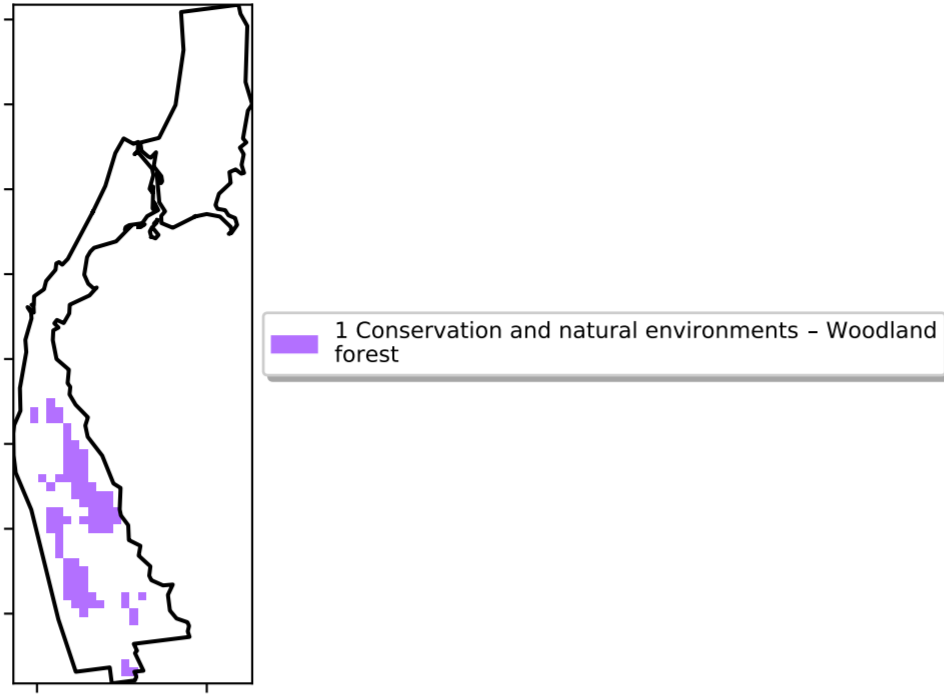 1 Conservation and natural environments – Woodland
forest